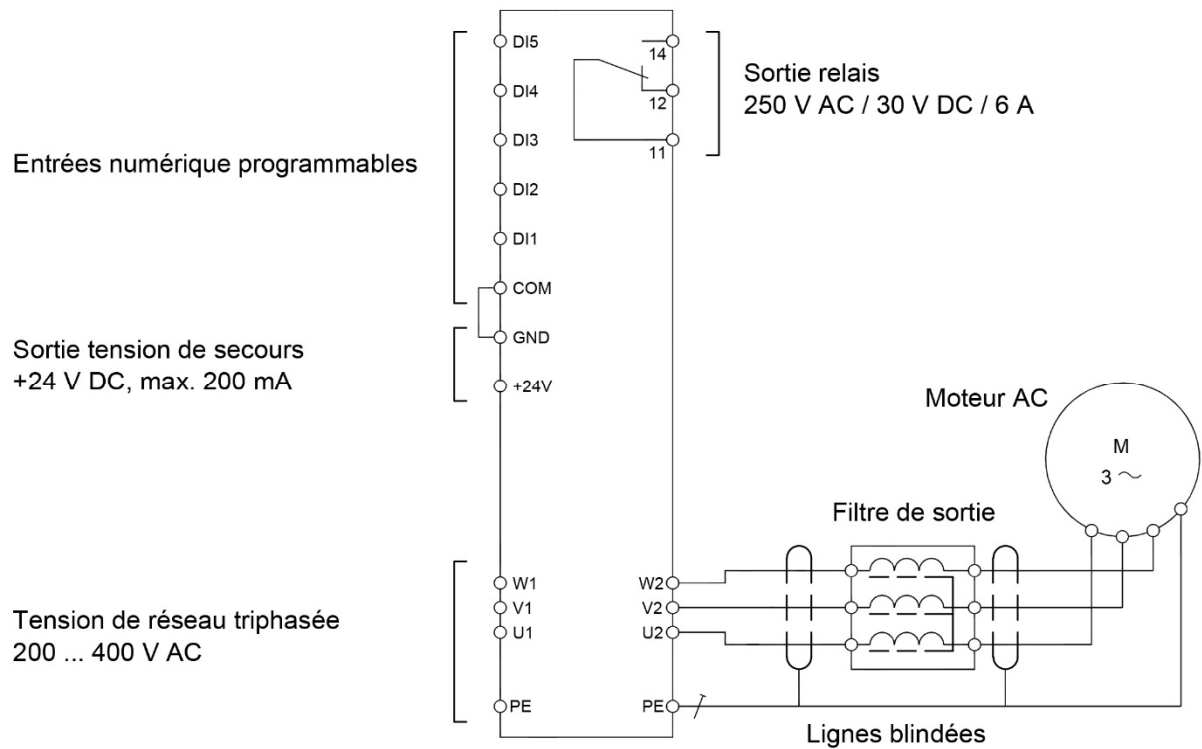 DI5
DI4
DI3
DI2
DI1
COM
GND
+24V
Entrées numérique programmables
Sortie tension de secours
+24 V DC, max. 200 mA
14
12
11
Sortie relais
250 V AC / 30 V DC / 6 A
Moteur AC
M
3 ~
Filtre de sortie
W1
V1
U1
PE
W2
V2
U2
PE
Tension de réseau triphasée
200 ... 400 V AC
Lignes blindées